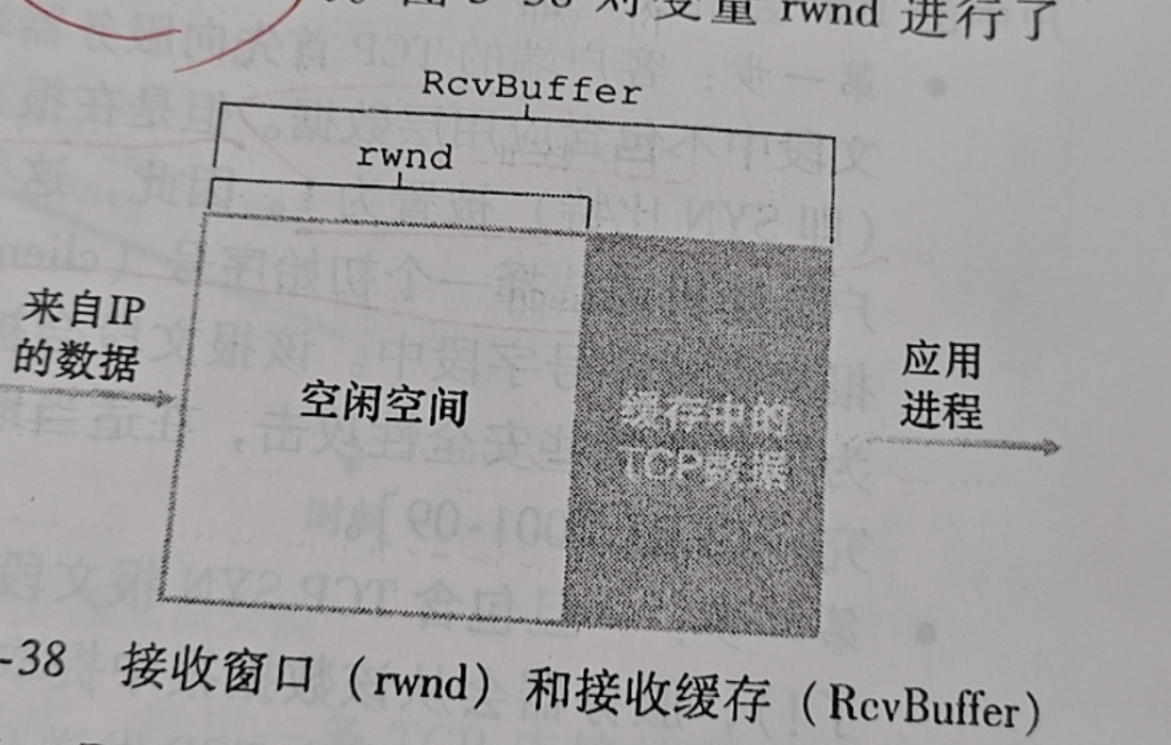 图 3-38 对变量 rwnd 进行了
RcvBuffer
rwnd
来自IP
的数据
空闲空间
缓存中的
TCP数据
应用
进程
-38 接收窗口（rwnd）和接收缓存（RcvBuffer）